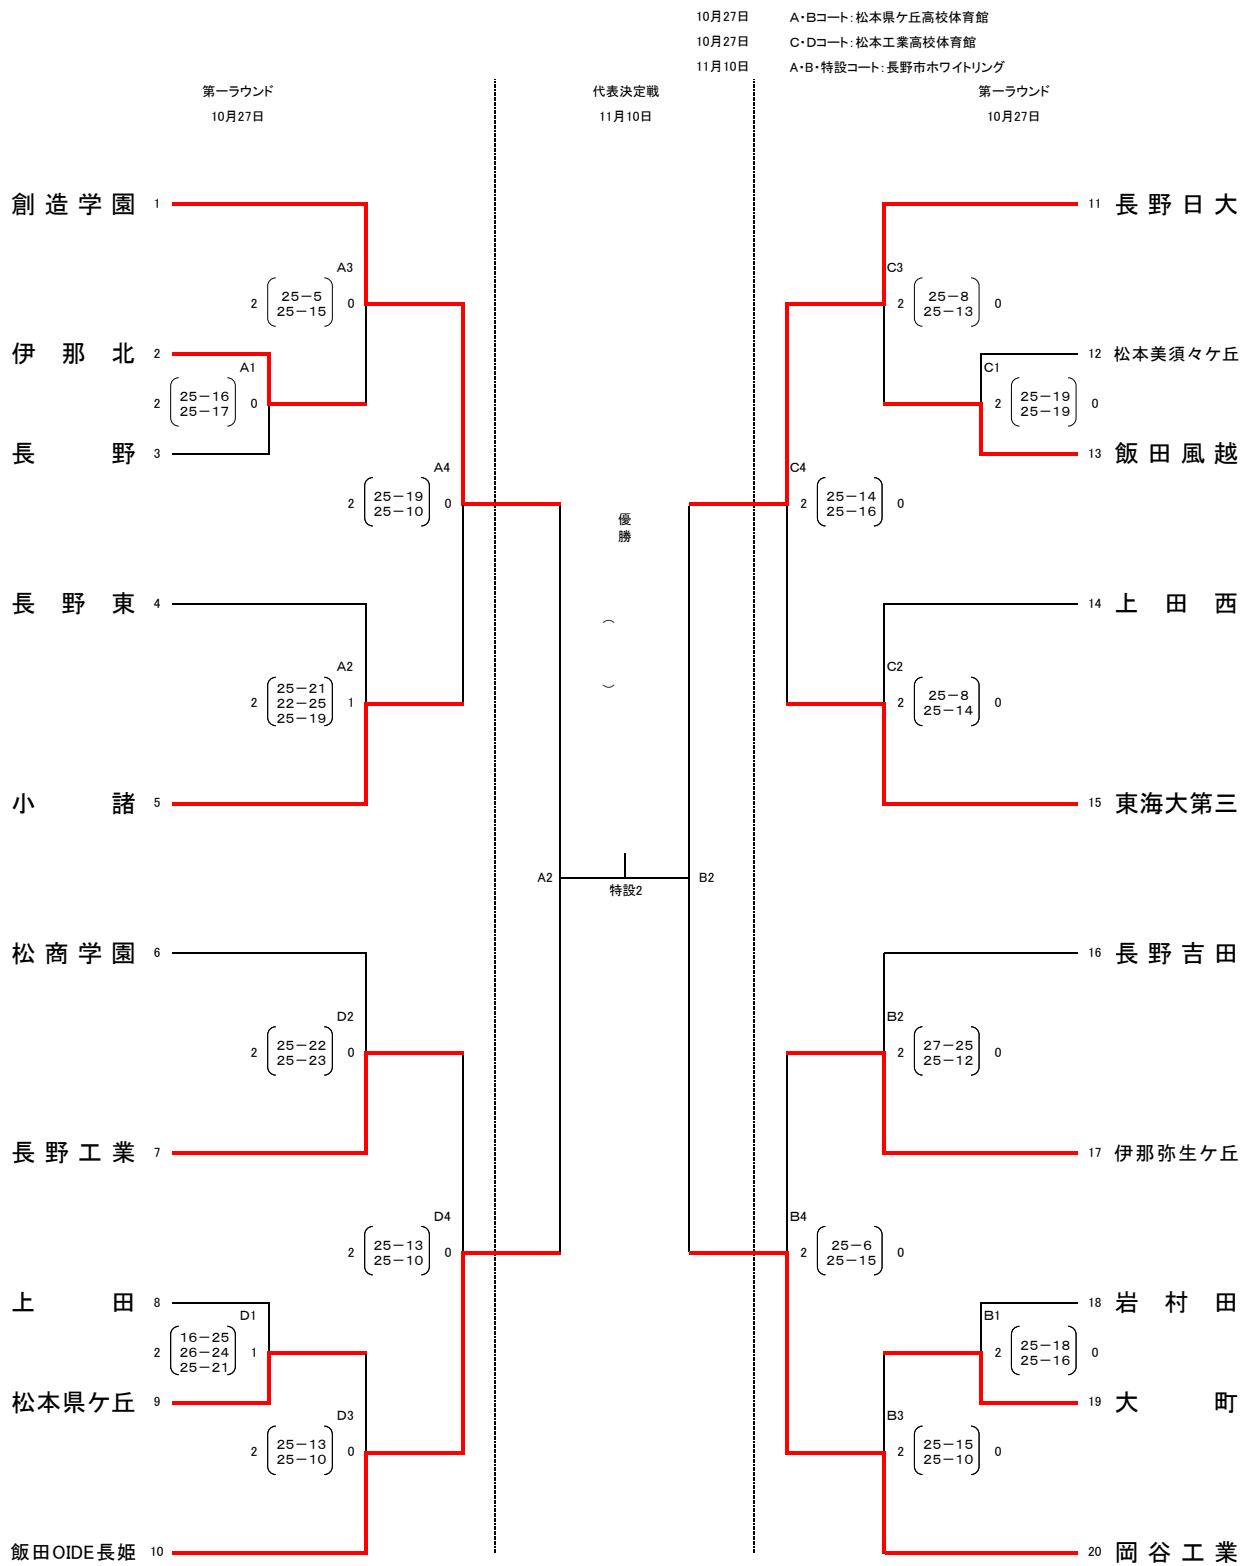 10月27日 A・Bコート：松本県ケ丘高校体育館
10月27日 C・Dコート：松本工業高校体育館
11月10日 A・B・特設コート：長野市ホワイトリング
第一ラウンド 代表決定戦 第一ラウンド
10月27日 11月10日 10月27日
創造学園 1
11 長野日大
A3
2 25－5 0
25－15
C3
2 25－8 0
25－13
伊那北 2
12 松本美須々ケ丘
A1
2 25－16 0
25－17
C1
2 25－19 0
25－19
長野 3
13 飯田風越
A4
2 25－19 0
25－10
C4
2 25－14 0
25－16
優勝
（
）
長野東 4
14 上田西
A2
2 25－21 1
22－25
25－19
C2
2 25－8 0
25－14
小諸 5
15 東海大第三
A2 B2
特設2
松商学園 6
16 長野吉田
D2
2 25－22 0
25－23
B2
2 27－25 0
25－12
長野工業 7
17 伊那弥生ケ丘
D4
2 25－13 0
25－10
B4
2 25－6 0
25－15
上田 8
18 岩村田
D1
2 16－25 1
26－24
25－21
B1
2 25－18 0
25－16
松本県ケ丘 9
19 大町
D3
2 25－13 0
25－10
B3
2 25－15 0
25－10
飯田OIDE長姫 10
20 岡谷工業